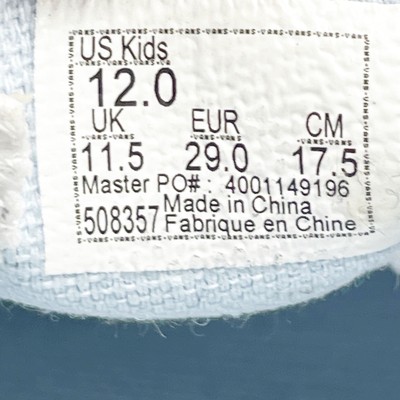 US Kids
12.0
UK EUR CM
11.5 29.0 17.5
Master PO# : 4001149196
508357 Made in China
Fabrique en Chine